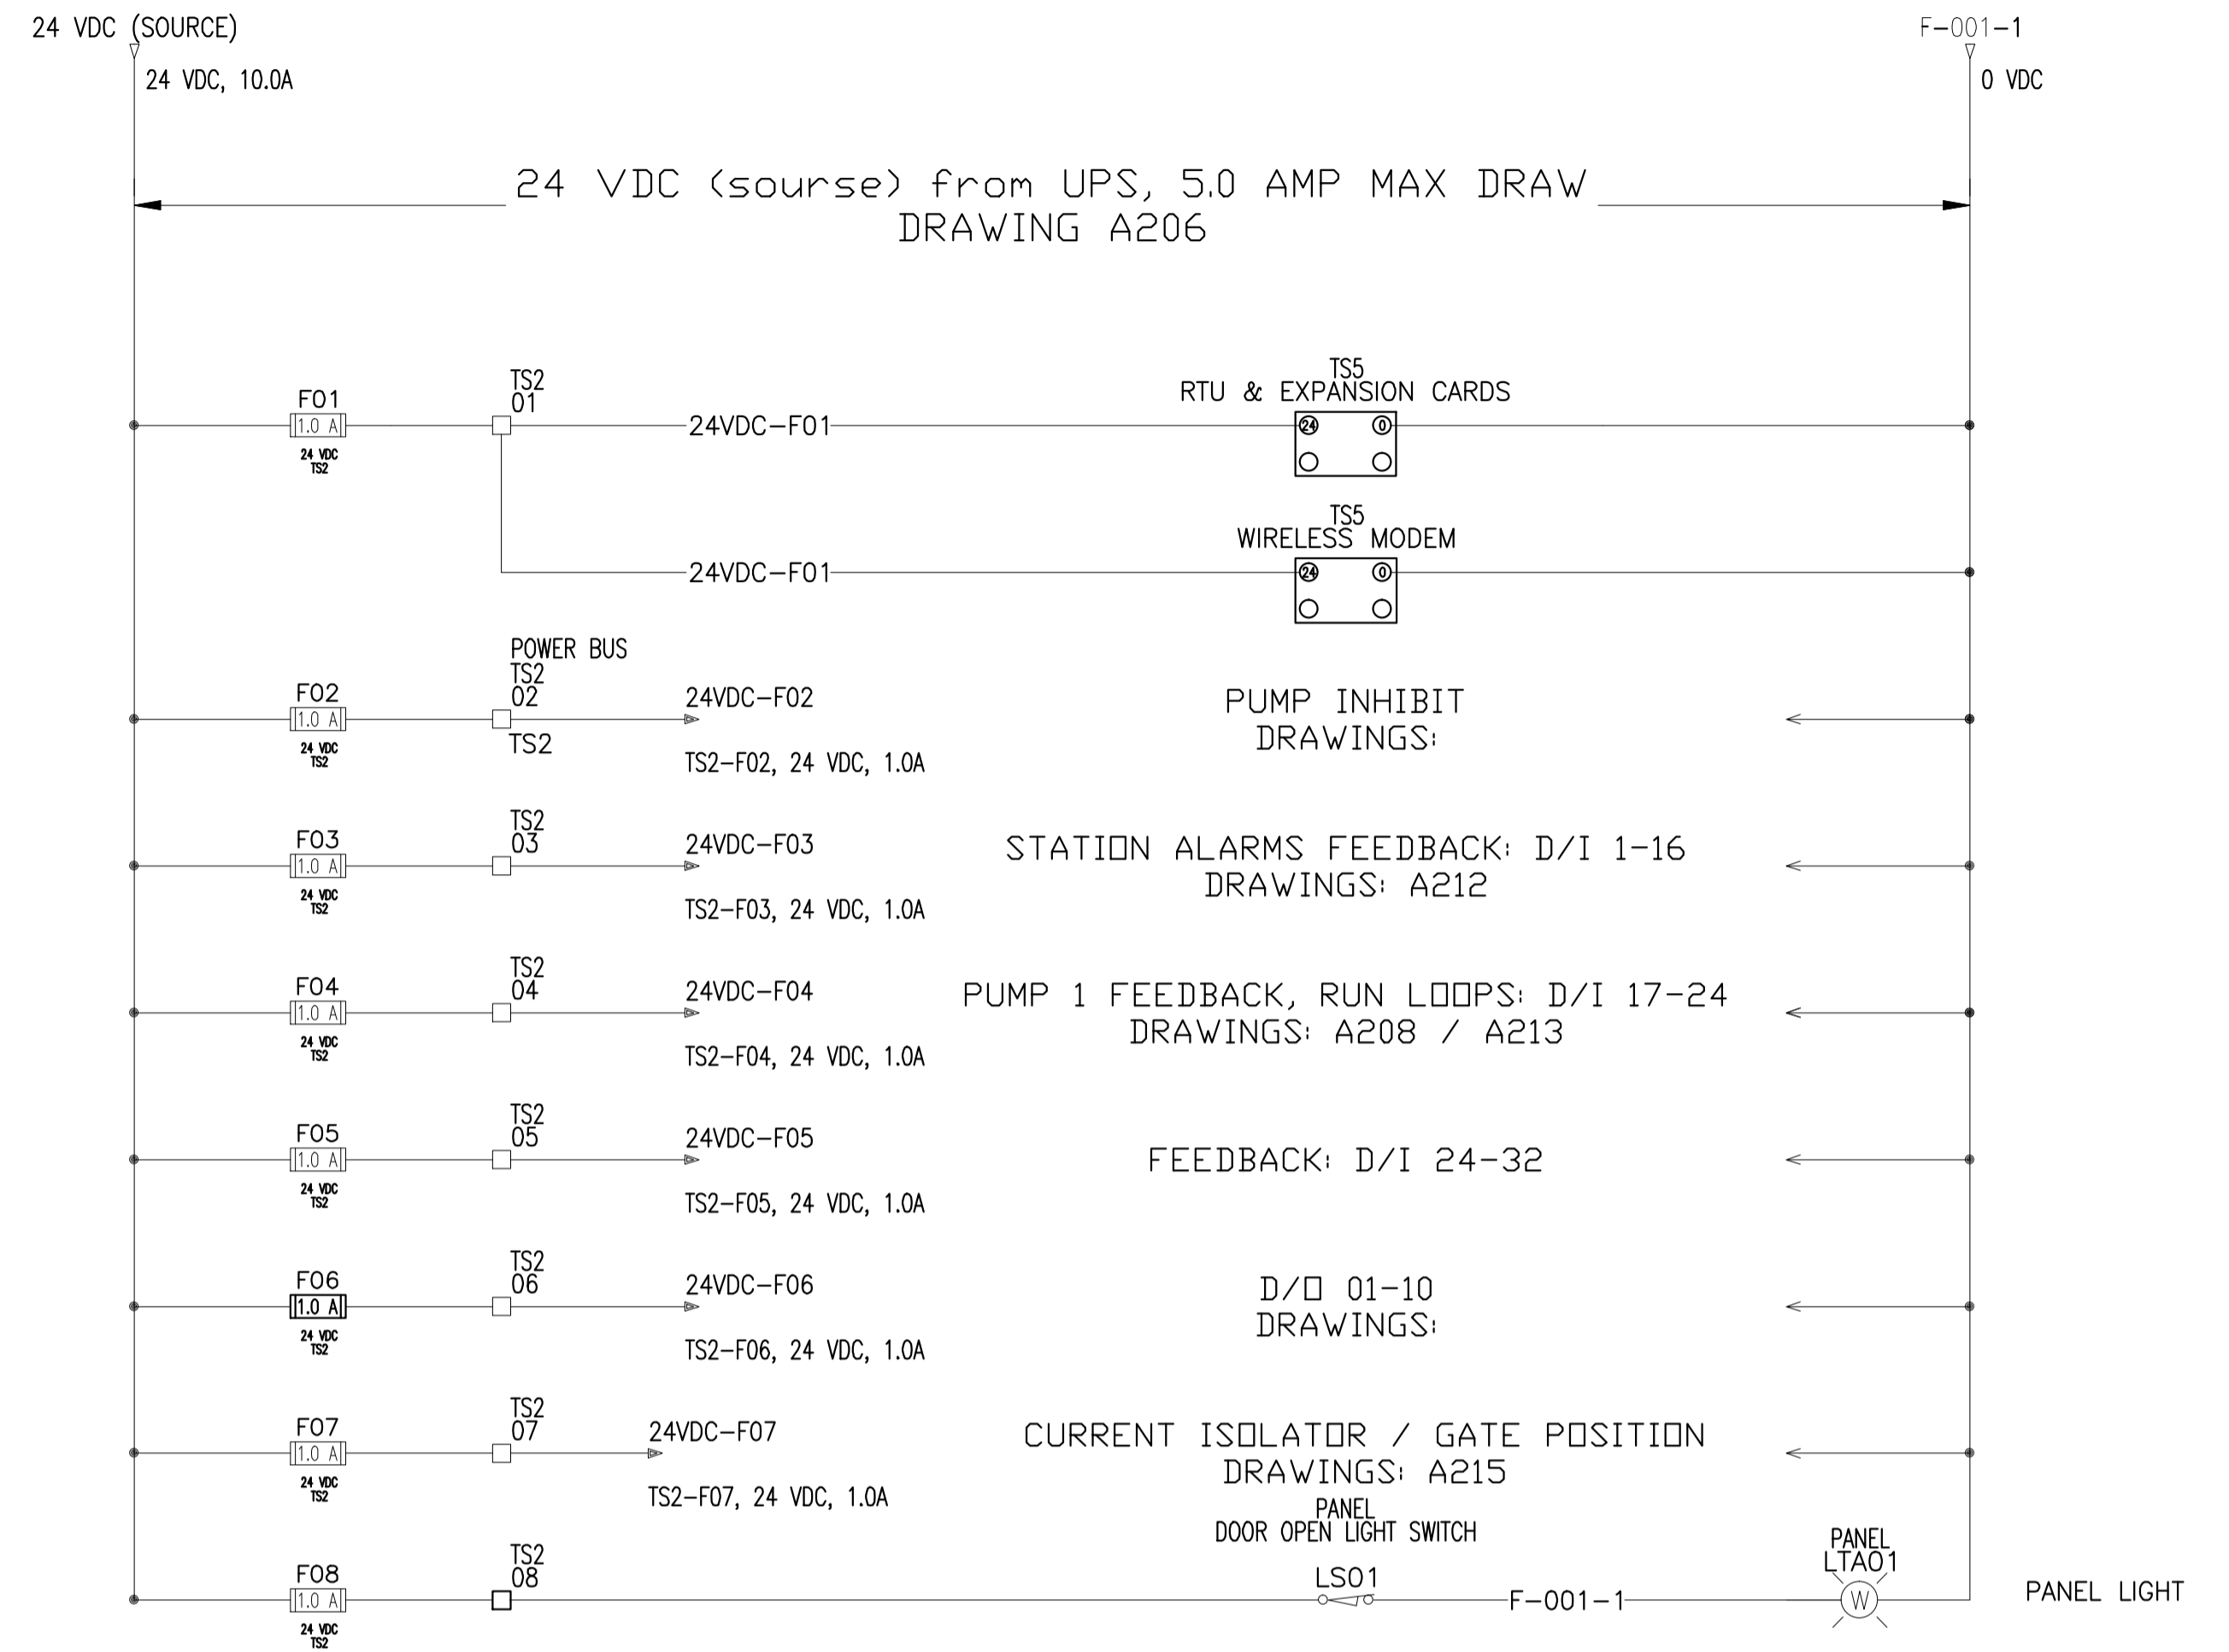 24 VDC (SOURCE)
F-001-1
24 VDC, 10.0A
0 VDC
24 VDC (sourse) from UPS, 5.0 AMP MAX DRAW
DRAWING A206
F01
1.0 A
24 VDC
TS2
TS2
01
24VDC-F01
TS5
RTU & EXPANSION CARDS
24
0
24VDC-F01
TS5
WIRELESS MODEM
24
0
F02
1.0 A
24 VDC
TS2
POWER BUS
TS2
02
TS2
24VDC-F02
TS2-F02, 24 VDC, 1.0A
PUMP INHIBIT
DRAWINGS:
F03
1.0 A
24 VDC
TS2
TS2
03
24VDC-F03
TS2-F03, 24 VDC, 1.0A
STATION ALARMS FEEDBACK: D/I 1-16
DRAWINGS: A212
F04
1.0 A
24 VDC
TS2
TS2
04
24VDC-F04
TS2-F04, 24 VDC, 1.0A
PUMP 1 FEEDBACK, RUN LOOPS: D/I 17-24
DRAWINGS: A208 / A213
F05
1.0 A
24 VDC
TS2
TS2
05
24VDC-F05
TS2-F05, 24 VDC, 1.0A
FEEDBACK: D/I 24-32
F06
1.0 A
24 VDC
TS2
TS2
06
24VDC-F06
TS2-F06, 24 VDC, 1.0A
D/O 01-10
DRAWINGS:
F07
1.0 A
24 VDC
TS2
TS2
07
24VDC-F07
TS2-F07, 24 VDC, 1.0A
CURRENT ISOLATOR / GATE POSITION
DRAWINGS: A215
F08
1.0 A
24 VDC
TS2
TS2
08
PANEL
DOOR OPEN LIGHT SWITCH
LS01
F-001-1
PANEL
LTA01
W
PANEL LIGHT